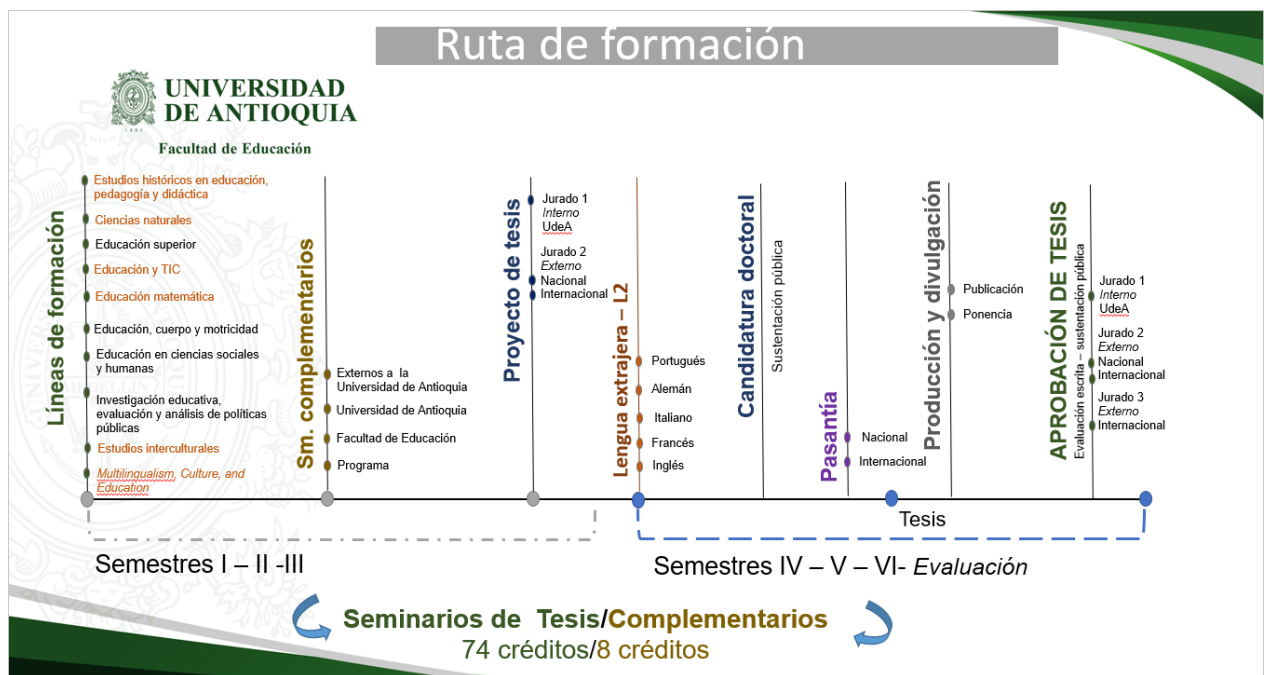 Ruta de formación
UNIVERSIDAD
DE ANTIOQUIA
1803
Facultad de Educación
Líneas de formación
Estudios históricos en educación,
pedagogía y didáctica
Ciencias naturales
Educación superior
Educación y TIC
Educación matemática
Educación, cuerpo y motricidad
Educación en ciencias sociales
y humanas
Investigación educativa,
evaluación y análisis de políticas
públicas
Estudios interculturales
Multilingualism, Culture, and
Education
Sm. complementarios
Externos a la
Universidad de Antioquia
Universidad de Antioquia
Facultad de Educación
Programa
Proyecto de tesis
Jurado 1
Interno
UdeA
Jurado 2
Externo
Nacional
Internacional
Lengua extrajera – L2
Portugués
Alemán
Italiano
Francés
Inglés
Candidatura doctoral
Sustentación pública
Pasantía
Nacional
Internacional
Producción y divulgación
Publicación
Ponencia
APROBACIÓN DE TESIS
Evaluación escrita – sustentación pública
Jurado 1
Interno
UdeA
Jurado 2
Externo
Nacional
Internacional
Jurado 3
Externo
Internacional
Tesis
Semestres I – II -III
Semestres IV – V – VI- Evaluación
Seminarios de Tesis/Complementarios
74 créditos/8 créditos